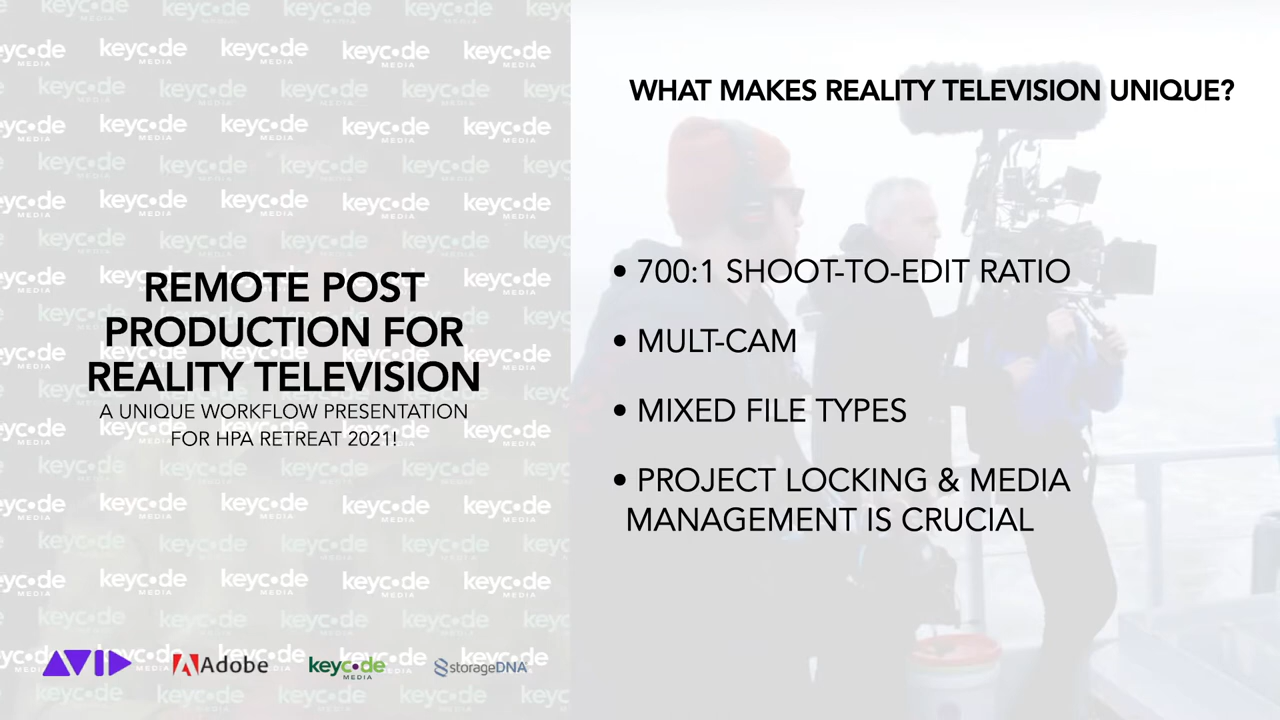 REMOTE POST
PRODUCTION FOR
REALITY TELEVISION
A UNIQUE WORKFLOW PRESENTATION
FOR HPA RETREAT 2021!
AVID
Adobe
keycode
MEDIA
storageDNA
WHAT MAKES REALITY TELEVISION UNIQUE?
• 700:1 SHOOT-TO-EDIT RATIO
• MULT-CAM
• MIXED FILE TYPES
• PROJECT LOCKING & MEDIA
MANAGEMENT IS CRUCIAL